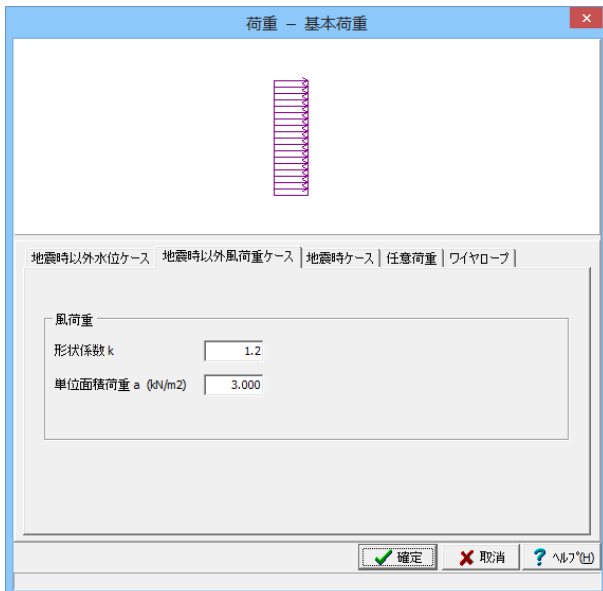 荷重 － 基本荷重
地震時以外水位ケース 地震時以外風荷重ケース 地震時ケース 任意荷重 ワイヤロープ
風荷重
形状係数 k 1.2
単位面積荷重 a (kN/m2) 3.000
確定 取消 ? ﾍﾙﾌﾟ(H)